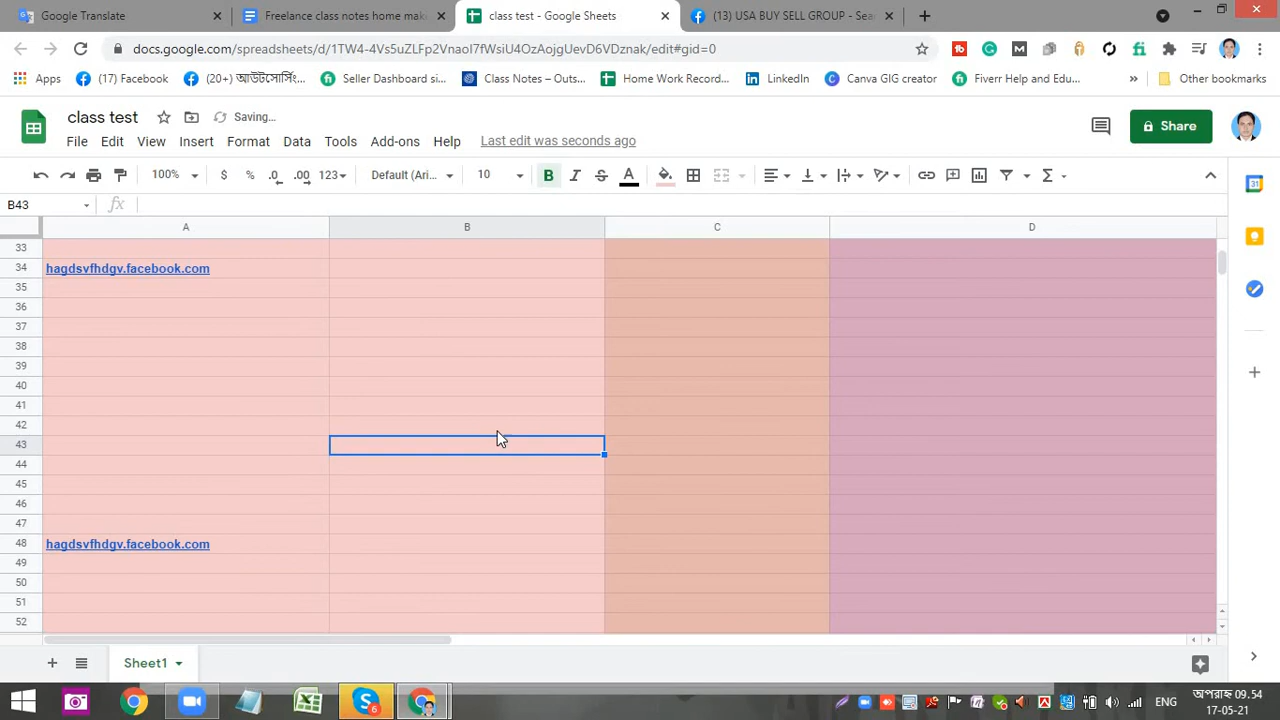 Google Translate
Freelance class notes home mak
class test - Google Sheets
(13) USA BUY SELL GROUP - Sea
docs.google.com/spreadsheets/d/1TW4-4Vs5uZLFp2VnaoI7fWsiU4OzAojgUevD6VDznak/edit#gid=0
Apps
(17) Facebook
(20+) আউটসোর্সিং...
Seller Dashboard si...
Class Notes – Outs...
Home Work Record...
LinkedIn
Canva GIG creator
Fiverr Help and Edu...
»
Other bookmarks
class test
Saving...
Share
File Edit View Insert Format Data Tools Add-ons Help Last edit was seconds ago
100% $ % .0 .00 123 Default (Ari... 10 B I S A
B43 fx
A B C D
33
34 hagdsvfhdgv.facebook.com
35
36
37
38
39
40
41
42
43
44
45
46
47
48 hagdsvfhdgv.facebook.com
49
50
51
52
Sheet1
31
6
ENG
অপরাহ্ন 09.54
17-05-21